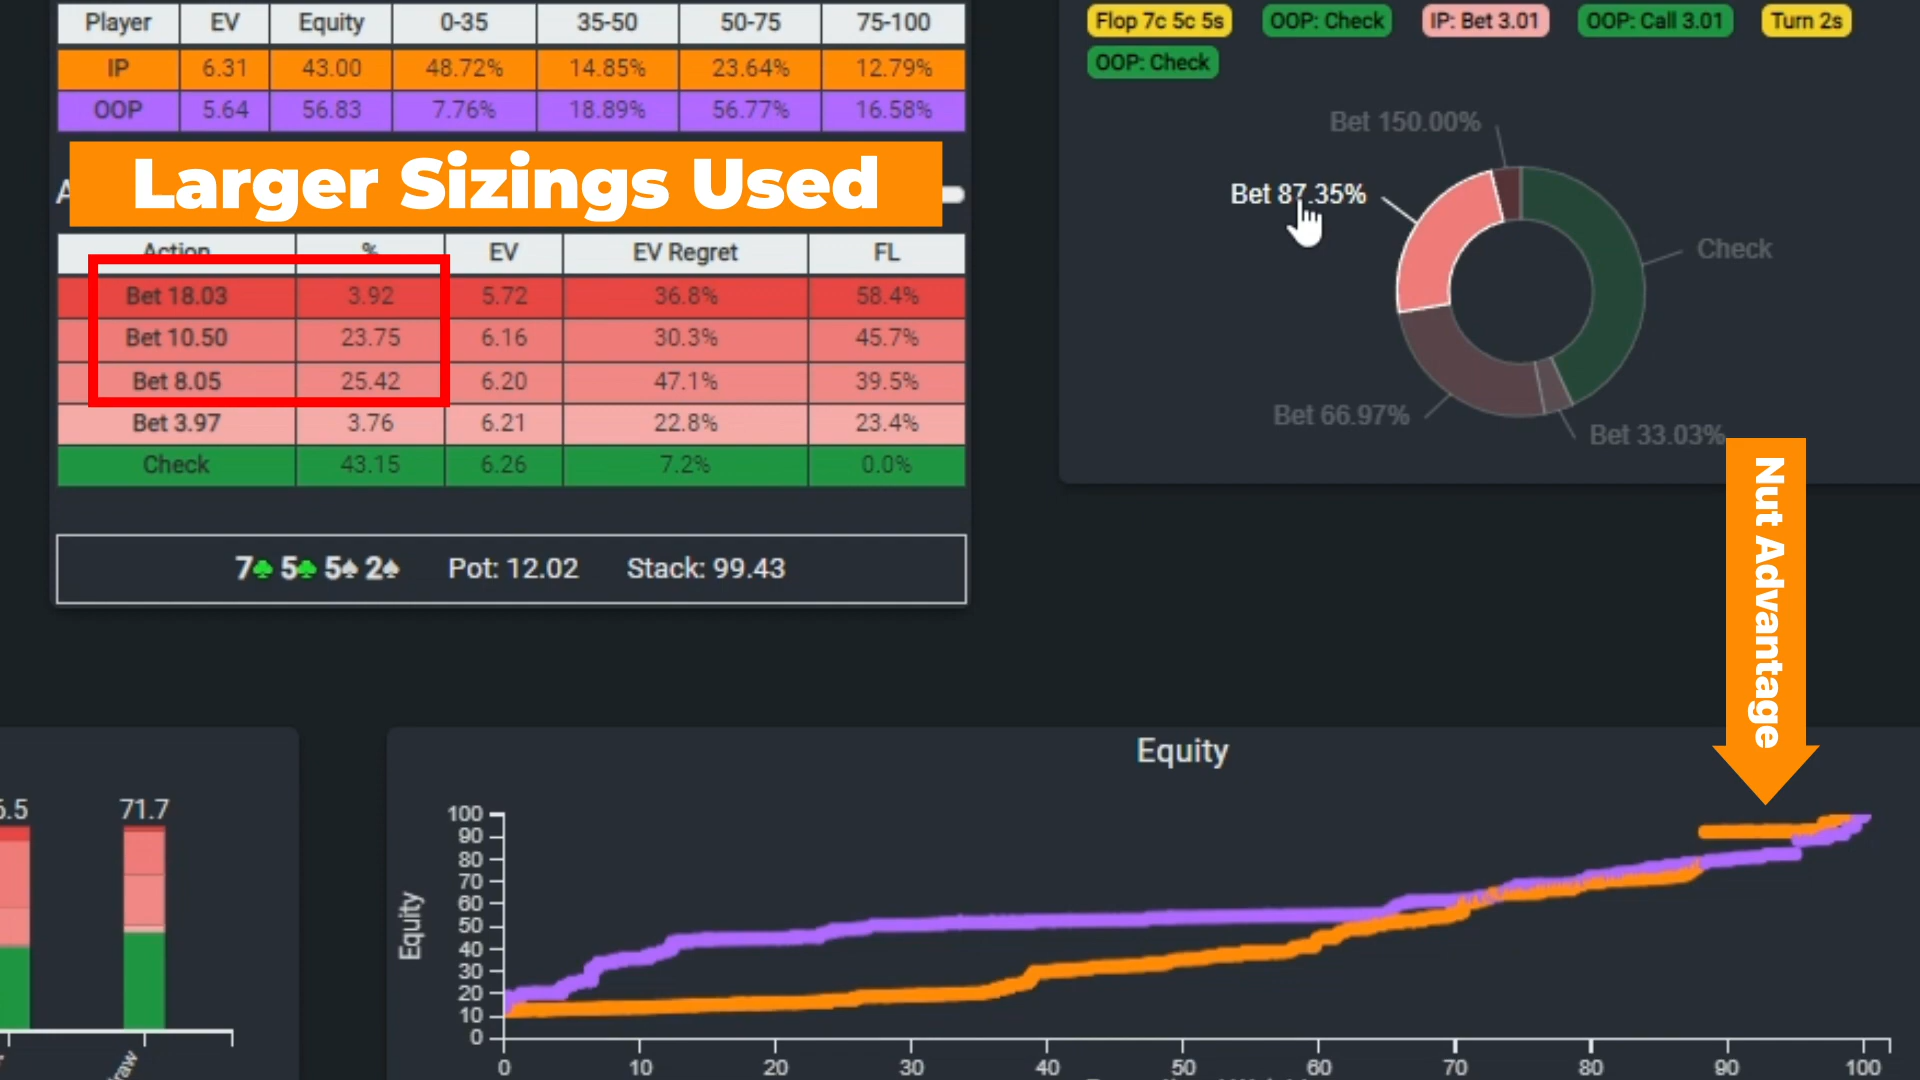 Player EV Equity 0-35 35-50 50-75 75-100
IP 6.31 43.00 48.72% 14.85% 23.64% 12.79%
OOP 5.64 56.83 7.76% 18.89% 56.77% 16.58%
Larger Sizings Used
Action % EV EV Regret FL
Bet 18.03 3.92 5.72 36.8% 58.4%
Bet 10.50 23.75 6.16 30.3% 45.7%
Bet 8.05 25.42 6.20 47.1% 39.5%
Bet 3.97 3.76 6.21 22.8% 23.4%
Check 43.15 6.26 7.2% 0.0%
7♣ 5♣ 5♠ 2♠ Pot: 12.02 Stack: 99.43
Flop 7c 5c 5s OOP: Check IP: Bet 3.01 OOP: Call 3.01 Turn 2s
OOP: Check
Bet 150.00%
Bet 87.35%
Check
Bet 66.97%
Bet 33.03%
Nut Advantage
71.7
Equity
Equity
100
90
80
70
60
50
40
30
20
10
0
0 10 20 30 40 50 60 70 80 90 100